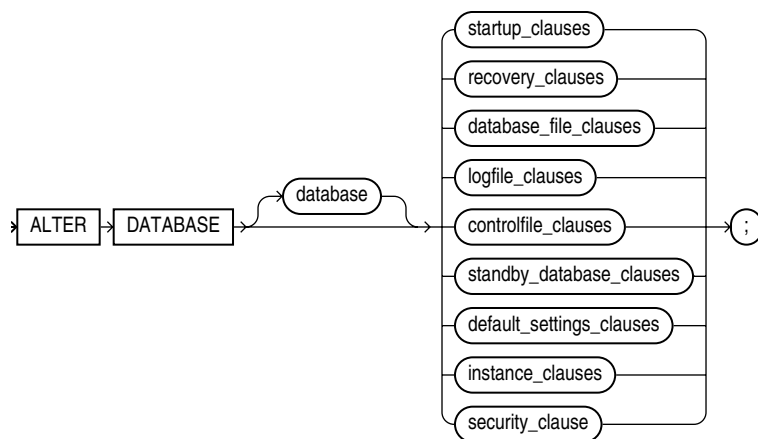 startup_clauses
recovery_clauses
database_file_clauses
logfile_clauses
database
ALTER DATABASE controlfile_clauses ;
standby_database_clauses
default_settings_clauses
instance_clauses
security_clause